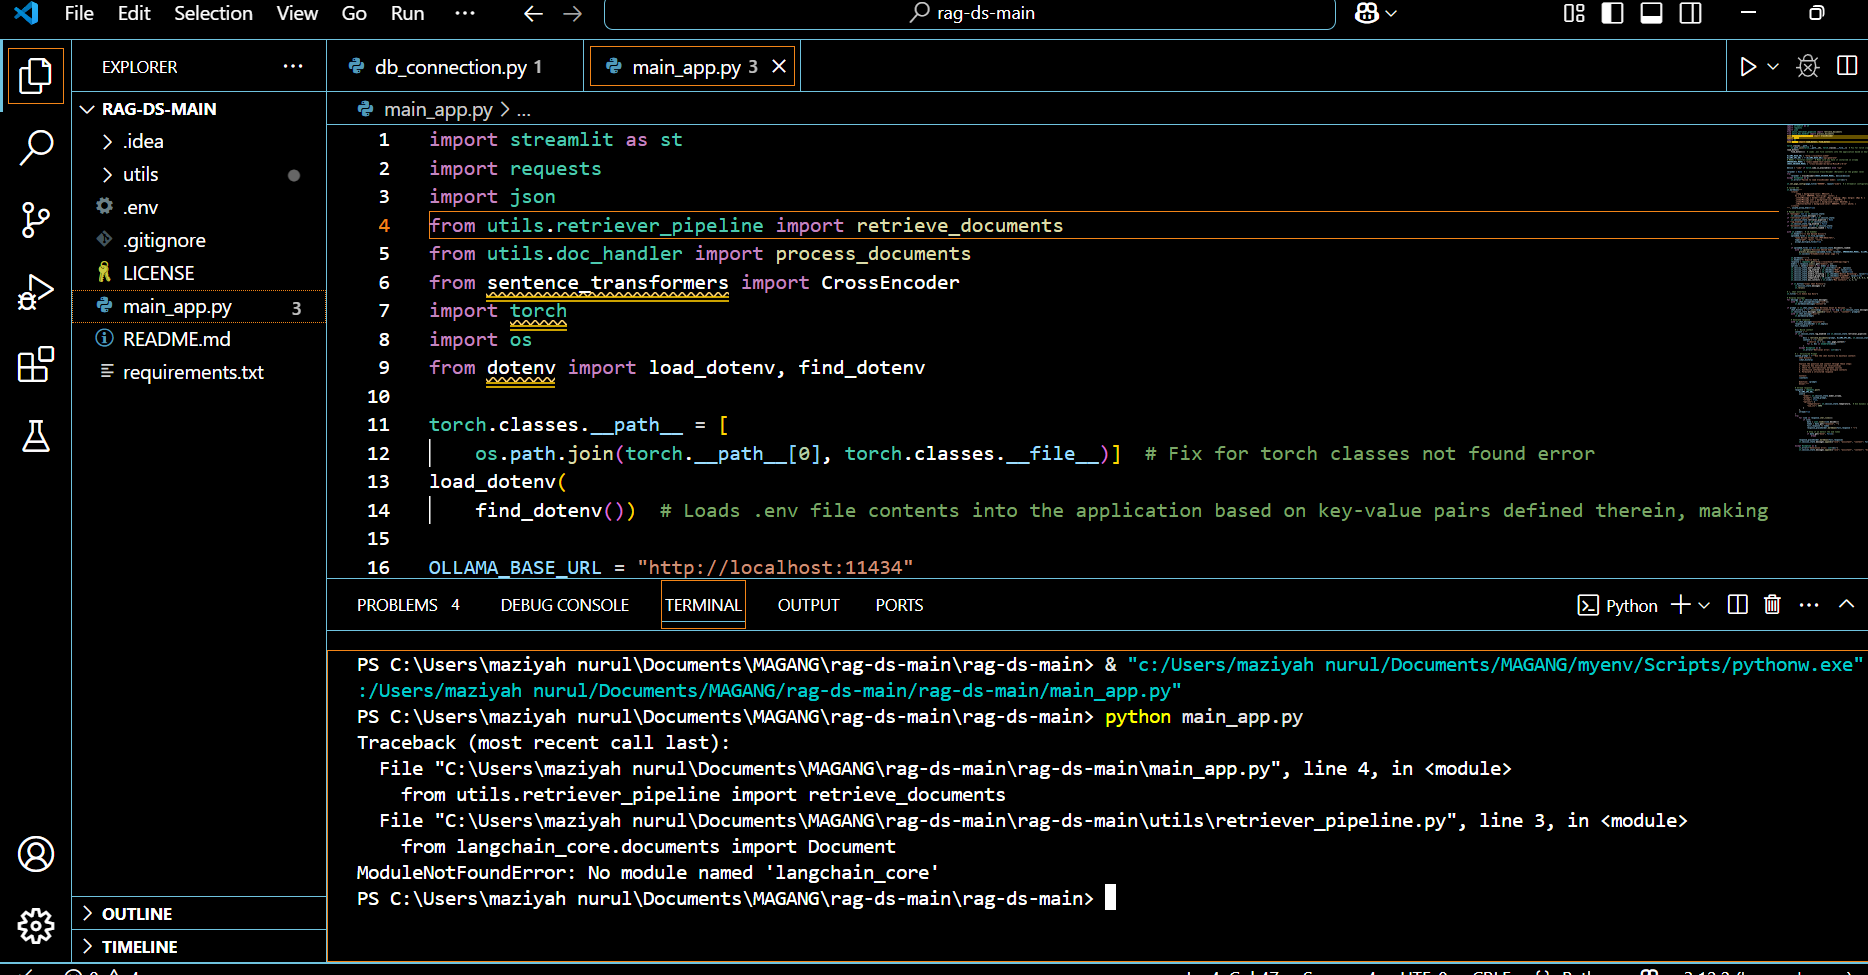 File Edit Selection View Go Run ··· rag-ds-main
EXPLORER ···
db_connection.py 1
main_app.py 3
RAG-DS-MAIN
.idea
utils
.env
.gitignore
LICENSE
main_app.py 3
README.md
requirements.txt
OUTLINE
TIMELINE
main_app.py > ...
1 import streamlit as st
2 import requests
3 import json
4 from utils.retriever_pipeline import retrieve_documents
5 from utils.doc_handler import process_documents
6 from sentence_transformers import CrossEncoder
7 import torch
8 import os
9 from dotenv import load_dotenv, find_dotenv
10
11 torch.classes.__path__ = [
12 os.path.join(torch.__path__[0], torch.classes.__file__)] # Fix for torch classes not found error
13 load_dotenv(
14 find_dotenv()) # Loads .env file contents into the application based on key-value pairs defined therein, making
15
16 OLLAMA_BASE_URL = "http://localhost:11434"
PROBLEMS 4 DEBUG CONSOLE TERMINAL OUTPUT PORTS
Python
PS C:\Users\maziyah nurul\Documents\MAGANG\rag-ds-main\rag-ds-main> & "c:/Users/maziyah nurul/Documents/MAGANG/myenv/Scripts/pythonw.exe"
:/Users/maziyah nurul/Documents/MAGANG/rag-ds-main/rag-ds-main/main_app.py"
PS C:\Users\maziyah nurul\Documents\MAGANG\rag-ds-main\rag-ds-main> python main_app.py
Traceback (most recent call last):
File "C:\Users\maziyah nurul\Documents\MAGANG\rag-ds-main\rag-ds-main\main_app.py", line 4, in <module>
from utils.retriever_pipeline import retrieve_documents
File "C:\Users\maziyah nurul\Documents\MAGANG\rag-ds-main\rag-ds-main\utils\retriever_pipeline.py", line 3, in <module>
from langchain_core.documents import Document
ModuleNotFoundError: No module named 'langchain_core'
PS C:\Users\maziyah nurul\Documents\MAGANG\rag-ds-main\rag-ds-main>